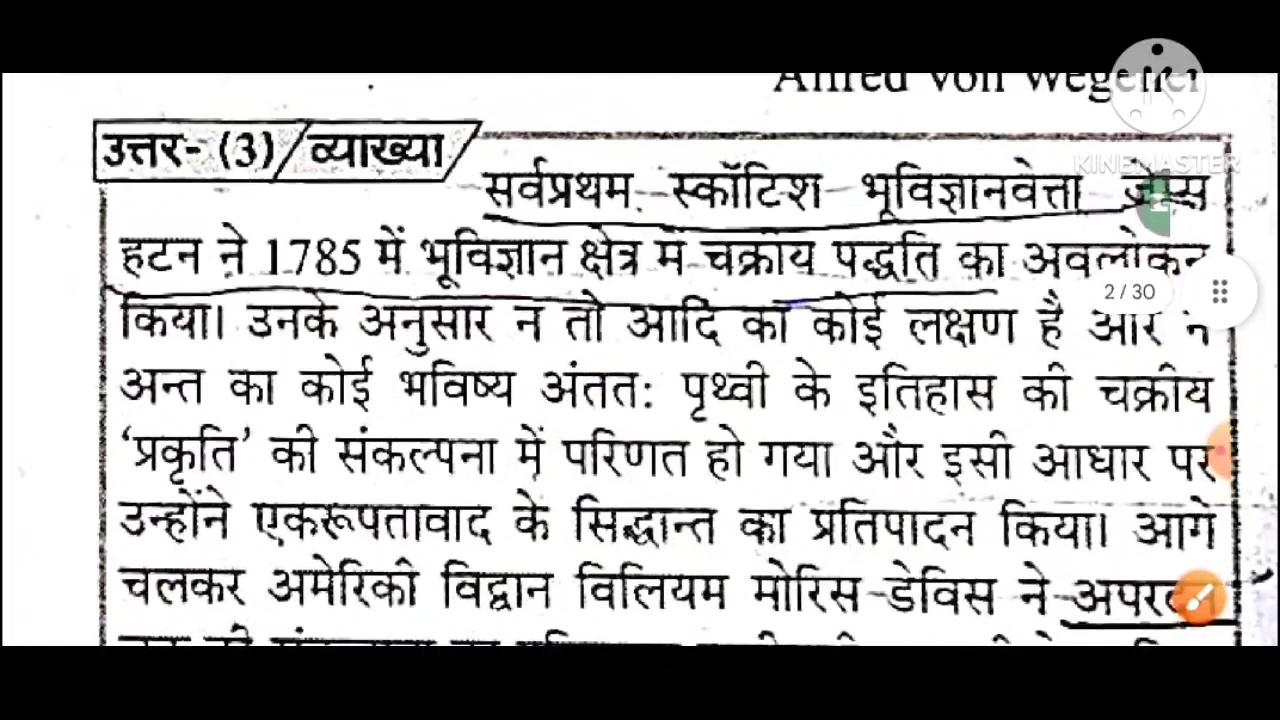 Alfred von Wegener
KINEMASTER
उत्तर- (3)/व्याख्या
सर्वप्रथम स्कॉटिश भूविज्ञानवेत्ता जेम्स
हटन ने 1785 में भूविज्ञान क्षेत्र में चक्रीय पद्धति का अवलोकन
2 / 30
किया। उनके अनुसार न तो आदि का कोई लक्षण है और न
अन्त का कोई भविष्य अंततः पृथ्वी के इतिहास की चक्रीय
‘प्रकृति’ की संकल्पना में परिणत हो गया और इसी आधार पर
उन्होंने एकरूपतावाद के सिद्धान्त का प्रतिपादन किया। आगे
चलकर अमेरिकी विद्वान विलियम मोरिस डेविस ने